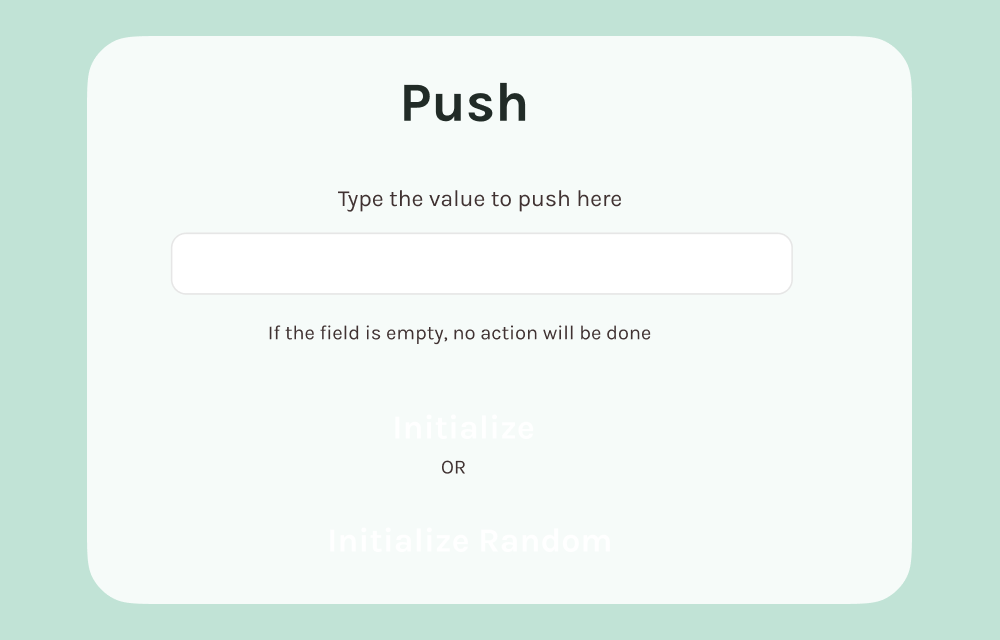 Push
Type the value to push here
If the field is empty, no action will be done
Initialize
OR
Initialize Random